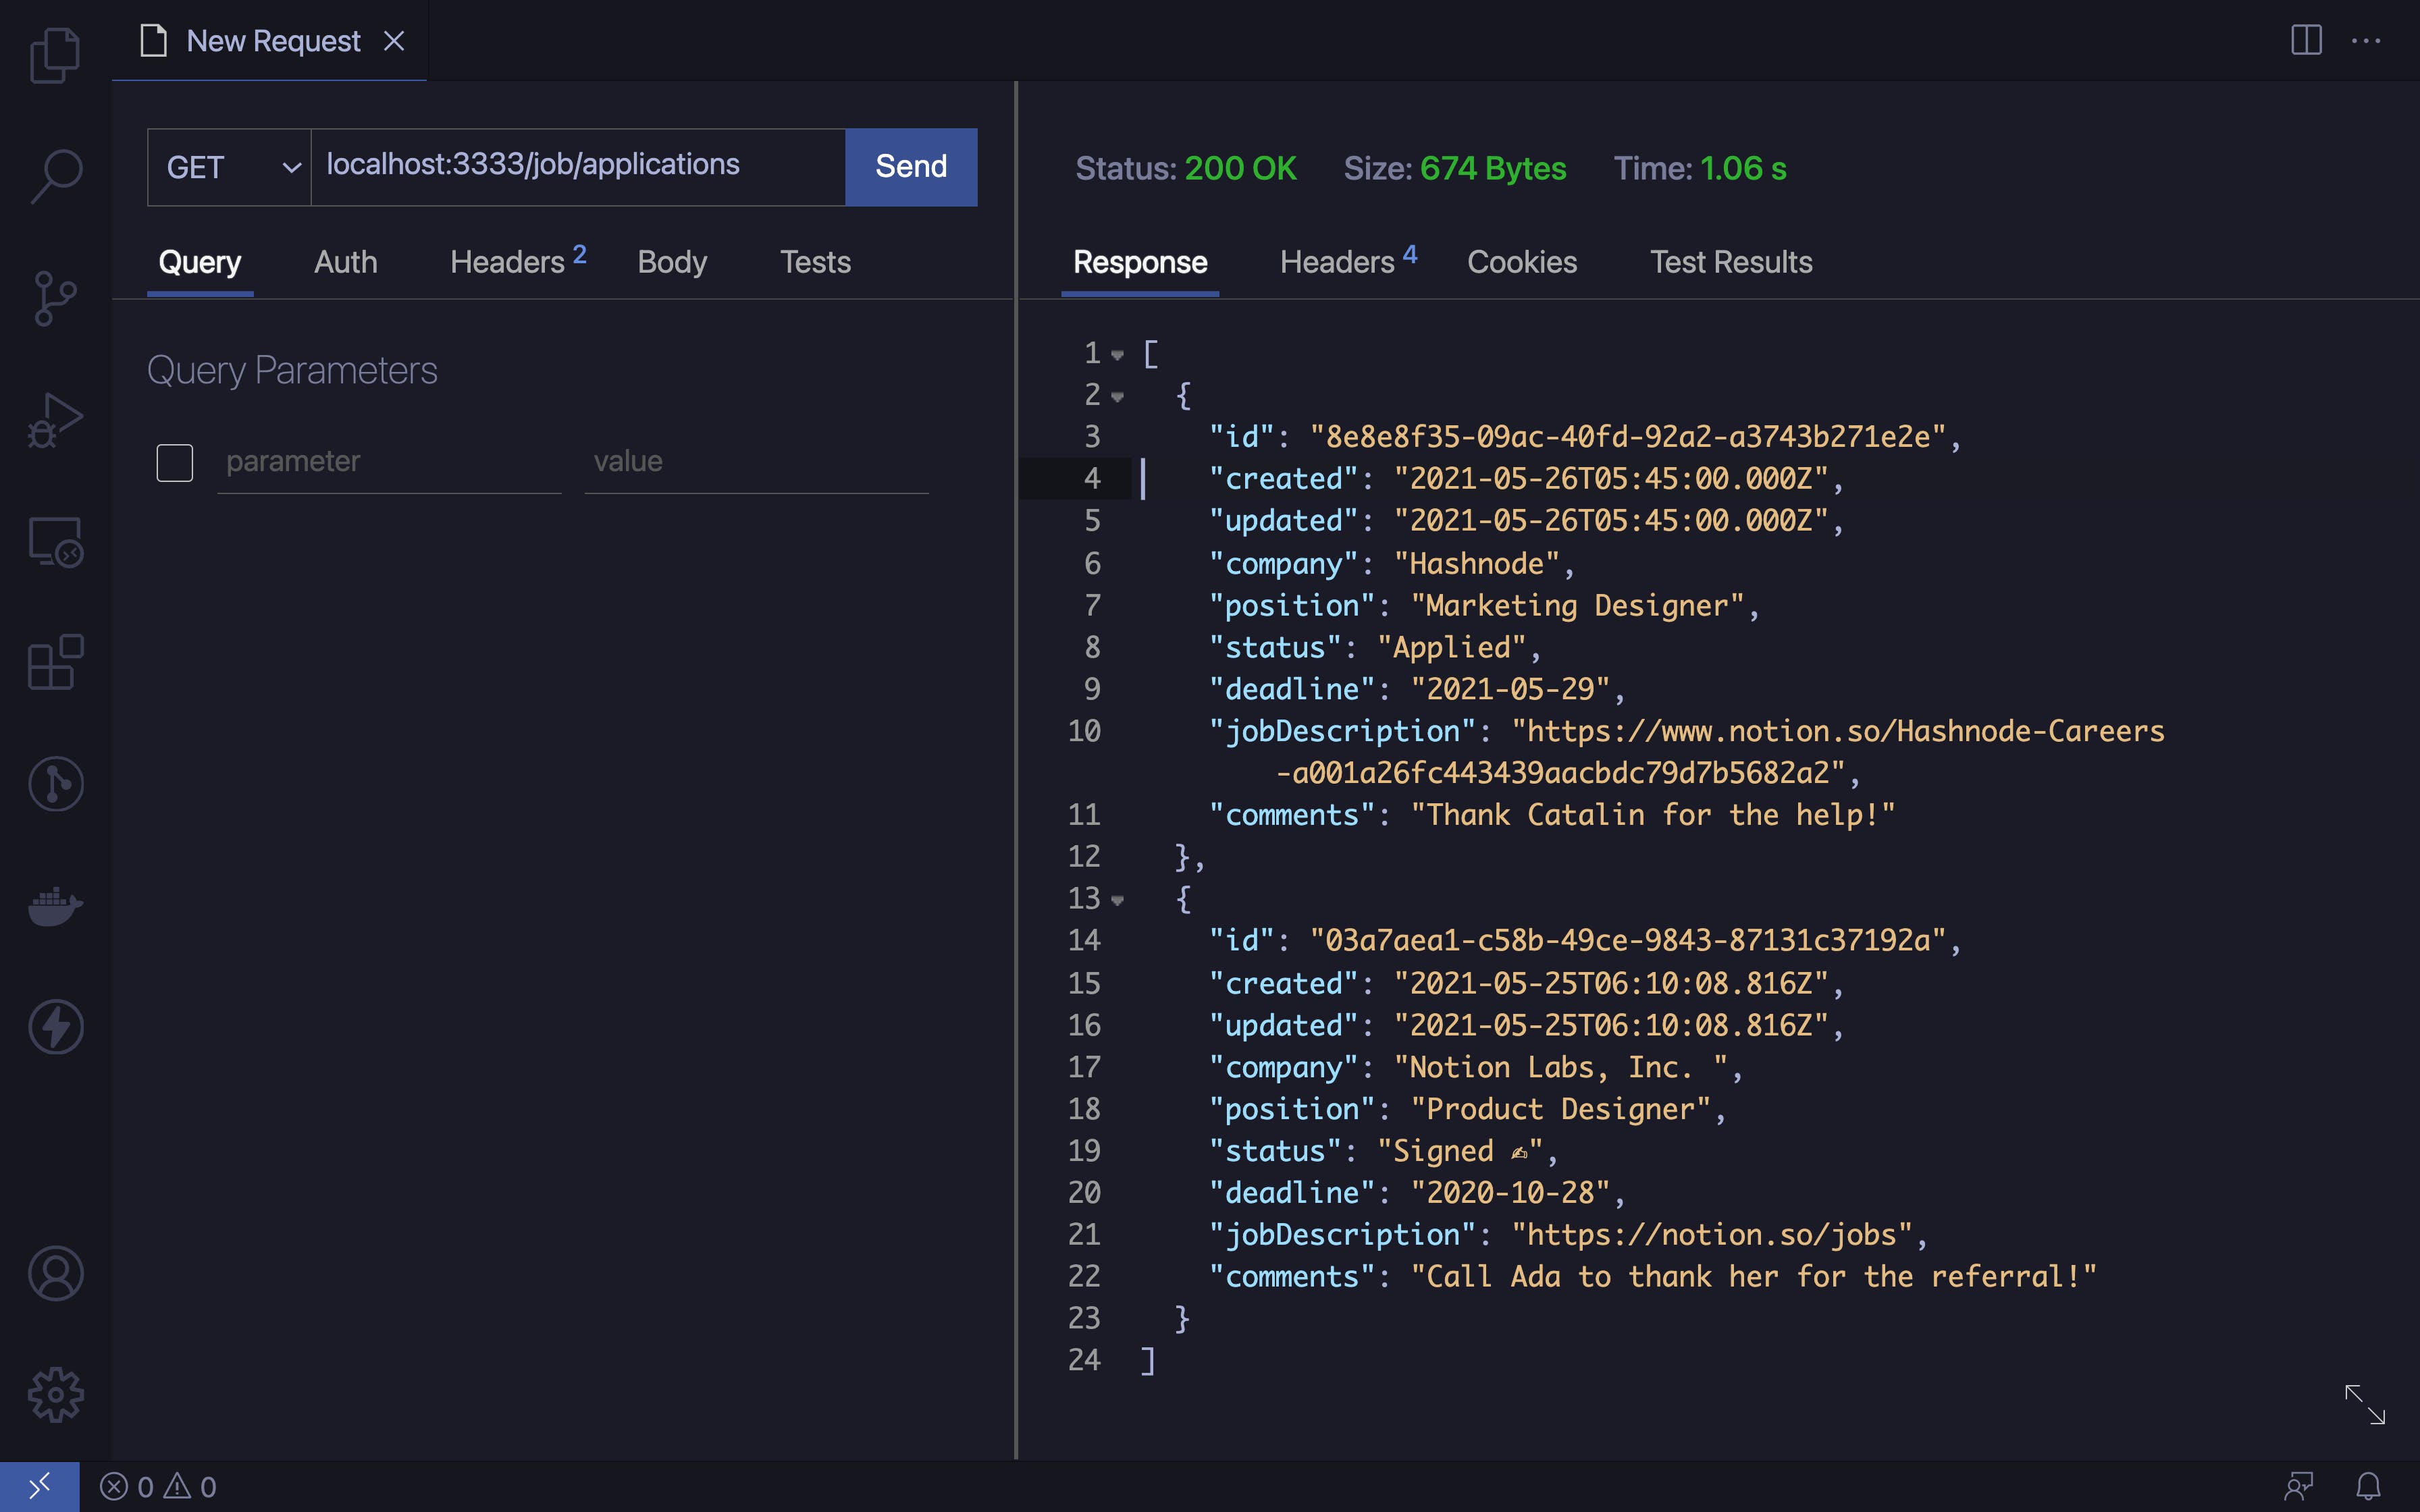 New Request
GET localhost:3333/job/applications Send
Query Auth Headers 2 Body Tests
Query Parameters
parameter value
Status: 200 OK Size: 674 Bytes Time: 1.06 s
Response Headers 4 Cookies Test Results
1 [
2 {
3 "id": "8e8e8f35-09ac-40fd-92a2-a3743b271e2e",
4 "created": "2021-05-26T05:45:00.000Z",
5 "updated": "2021-05-26T05:45:00.000Z",
6 "company": "Hashnode",
7 "position": "Marketing Designer",
8 "status": "Applied",
9 "deadline": "2021-05-29",
10 "jobDescription": "https://www.notion.so/Hashnode-Careers
-a001a26fc443439aacbdc79d7b5682a2",
11 "comments": "Thank Catalin for the help!"
12 },
13 {
14 "id": "03a7aea1-c58b-49ce-9843-87131c37192a",
15 "created": "2021-05-25T06:10:08.816Z",
16 "updated": "2021-05-25T06:10:08.816Z",
17 "company": "Notion Labs, Inc. ",
18 "position": "Product Designer",
19 "status": "Signed ✍",
20 "deadline": "2020-10-28",
21 "jobDescription": "https://notion.so/jobs",
22 "comments": "Call Ada to thank her for the referral!"
23 }
24 ]
0 0